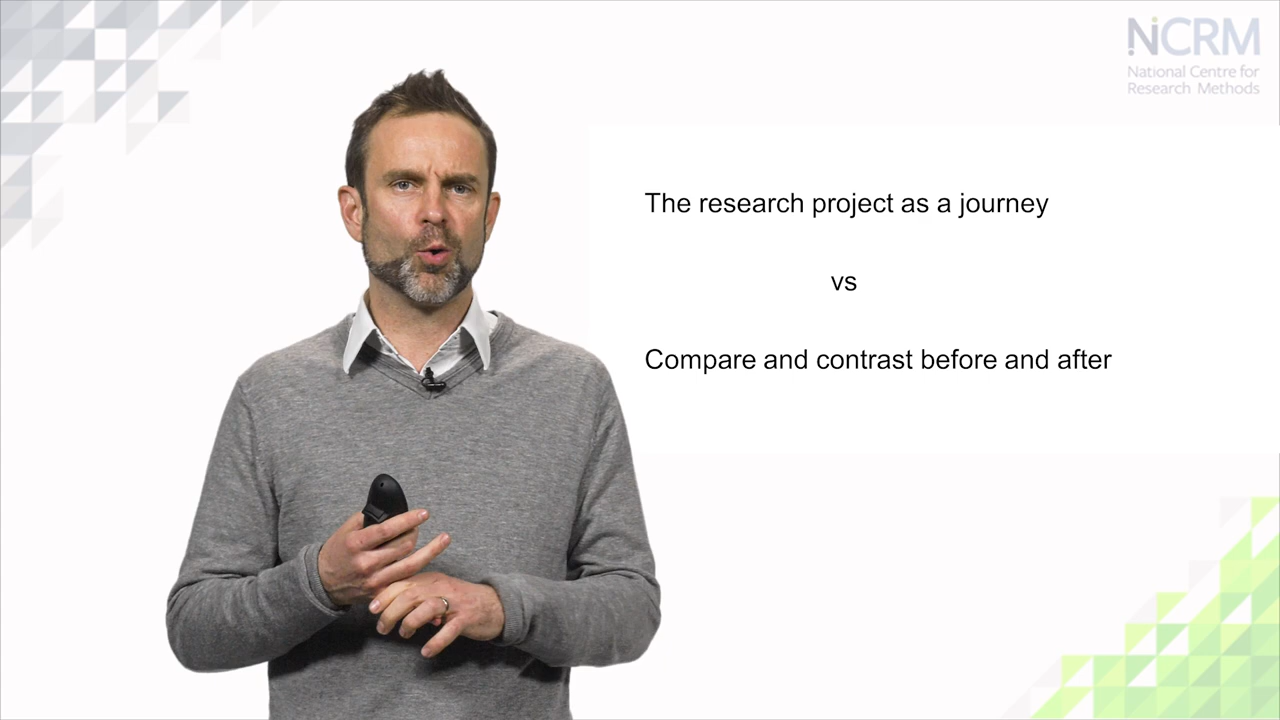 NCRM
National Centre for
Research Methods
The research project as a journey
vs
Compare and contrast before and after